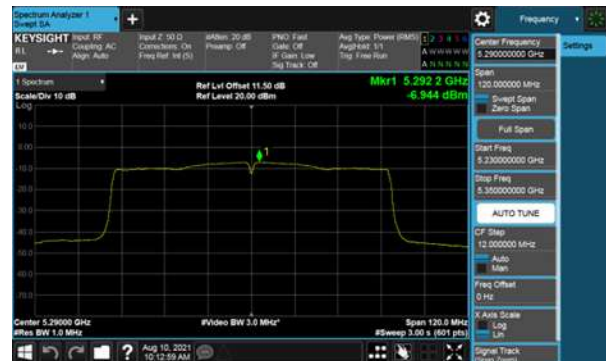 Spectrum Analyzer 1
Swept SA
+
Frequency
KEYSIGHT
Input: RF
Input Z: 50 Ω
#Atten: 20 dB
PNO: Fast
Avg Type: Power (RMS)
1 2 3 4 5 6
RL
Coupling: AC
Corrections: On
Preamp: Off
Gate: Off
Avg|Hold: 1/1
A W W W W W
Align: Auto
Freq Ref: Int (S)
IF Gain: Low
Trig: Free Run
Sig Track: Off
A N N N N N
LW
1 Spectrum
Ref Lvl Offset 11.50 dB
Mkr1 5.292 2 GHz
Scale/Div 10 dB
Ref Level 20.00 dBm
-6.944 dBm
Log
10.0
0.00
-10.0
-20.0
-30.0
-40.0
-50.0
-60.0
-70.0
1
Center 5.29000 GHz
#Video BW 3.0 MHz*
Span 120.0 MHz
#Res BW 1.0 MHz
#Sweep 3.00 s (601 pts)
Aug 10, 2021
10:12:59 AM
Center Frequency
5.290000000 GHz
Settings
Span
120.000000 MHz
Swept Span
Zero Span
Full Span
Start Freq
5.230000000 GHz
Stop Freq
5.350000000 GHz
AUTO TUNE
CF Step
12.000000 MHz
Auto
Man
Freq Offset
0 Hz
X Axis Scale
Log
Lin
Signal Track